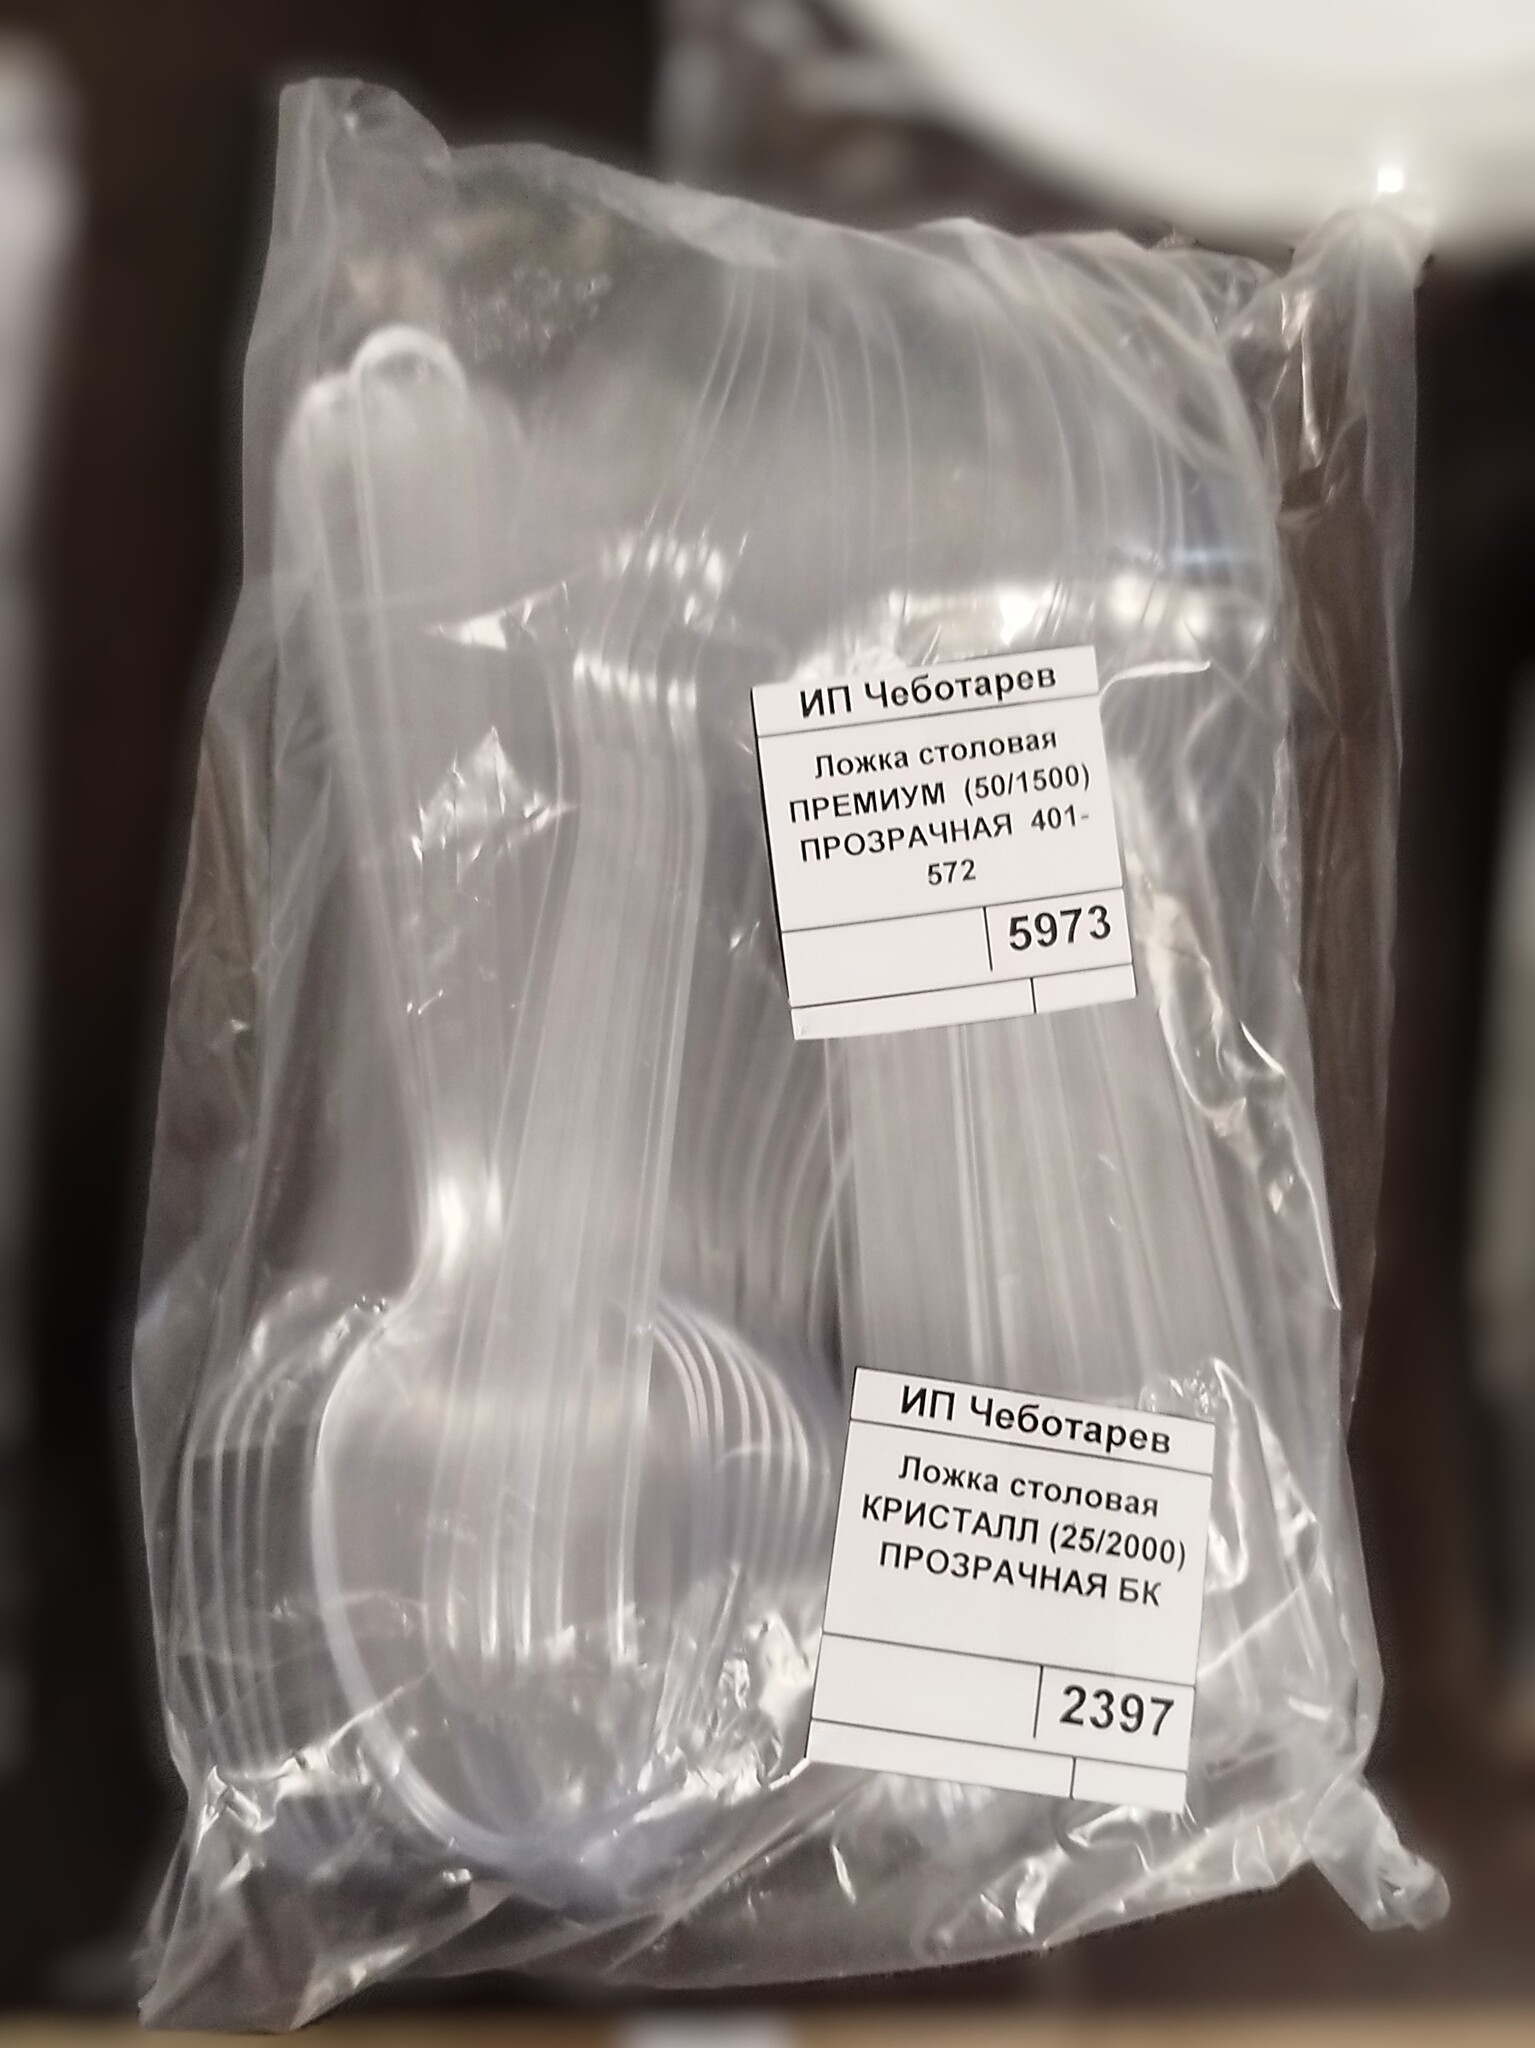 ИП Чеботарев
Ложка столовая
ПРЕМИУМ (50/1500)
ПРОЗРАЧНАЯ 401-
572
5973
ИП Чеботарев
Ложка столовая
КРИСТАЛЛ (25/2000)
ПРОЗРАЧНАЯ БК
2397